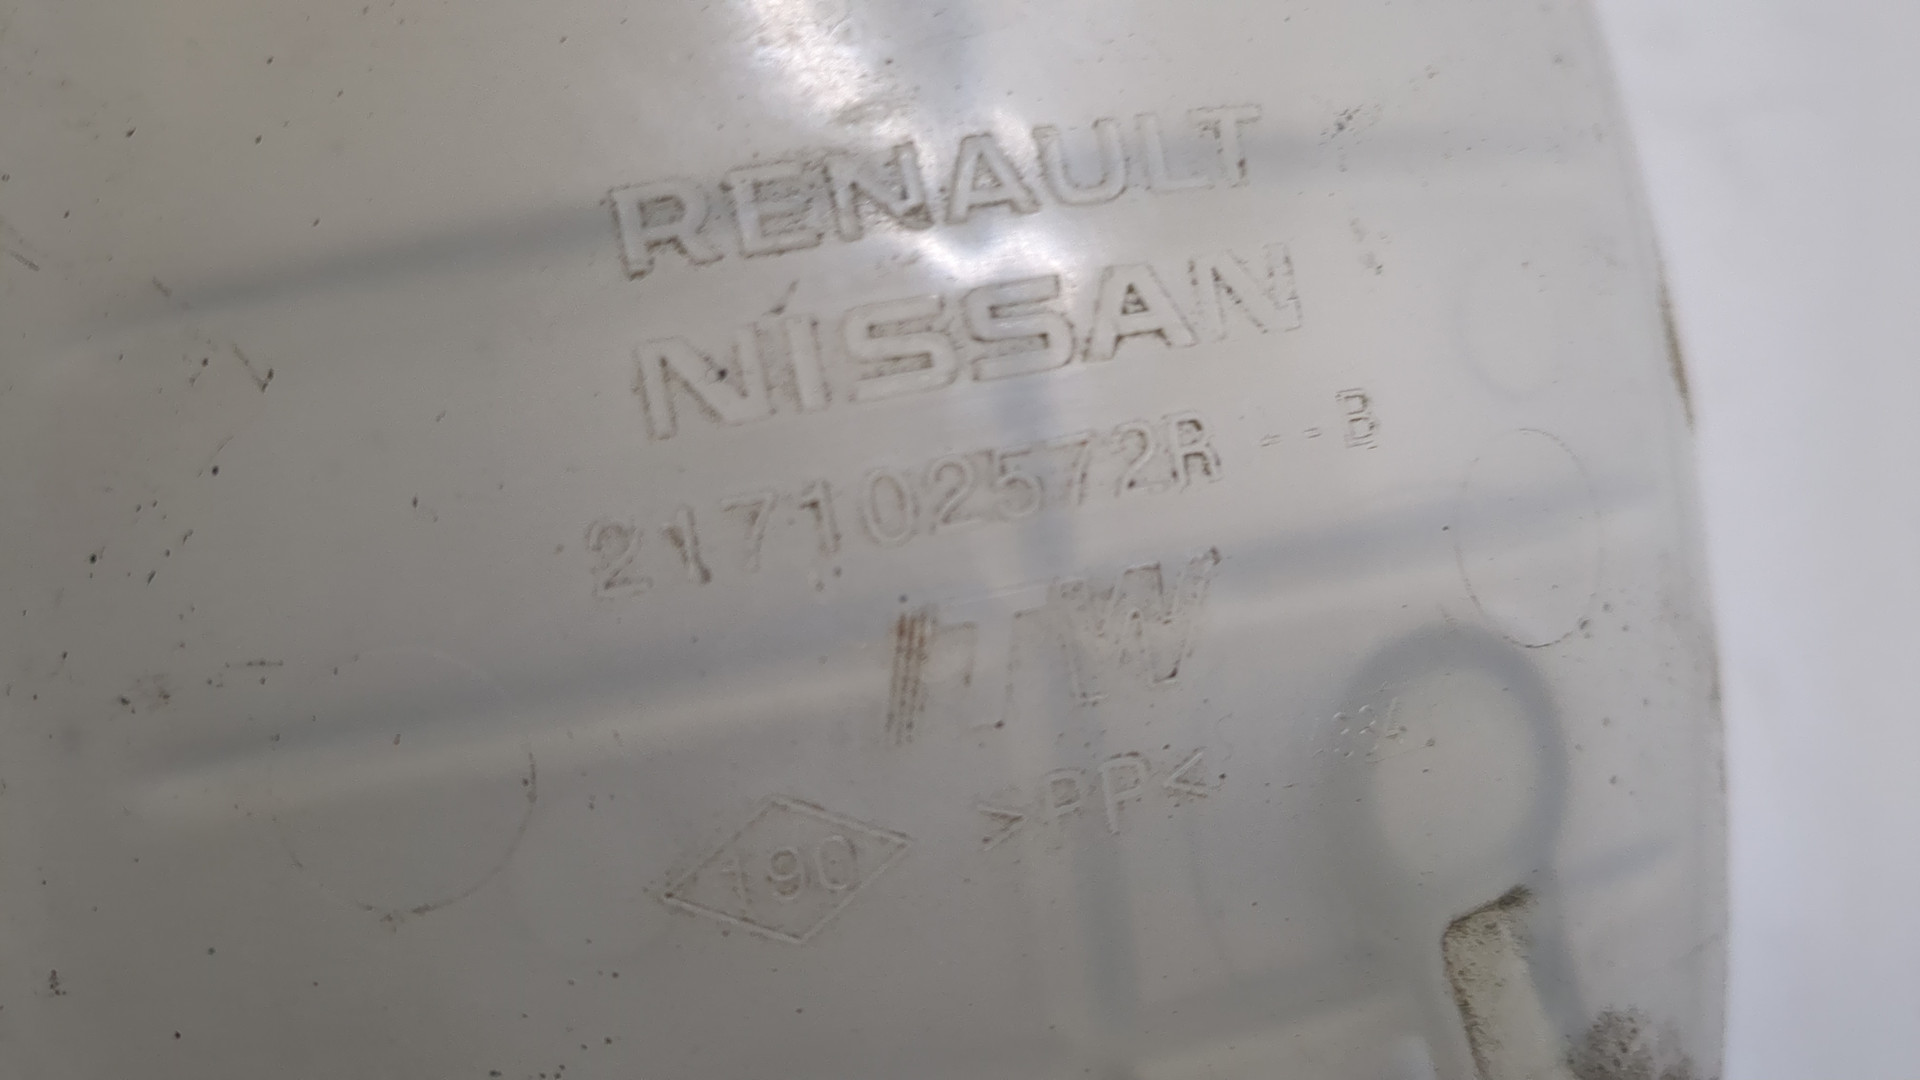 RENAULT
NISSAN
217102572R --B
>PP<
190